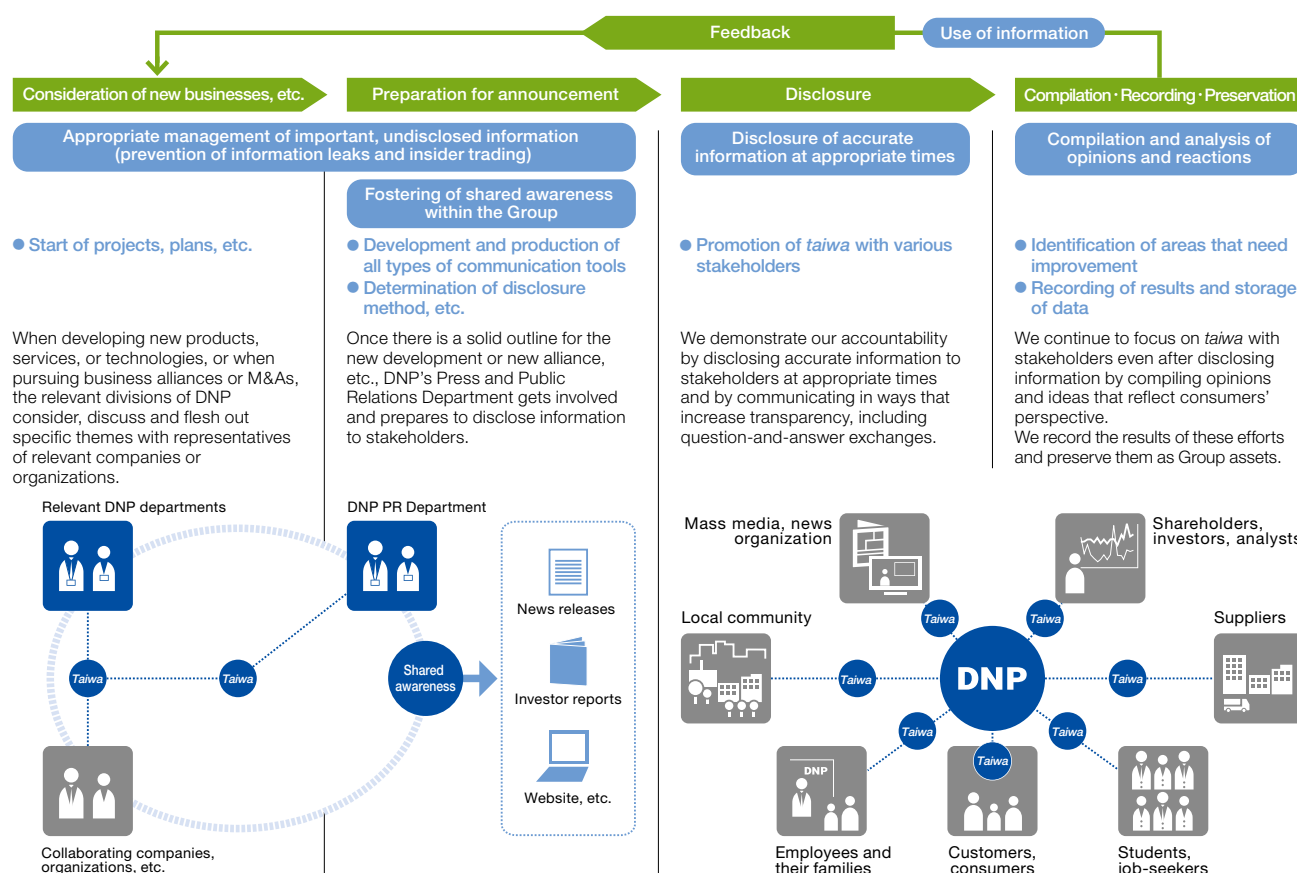 Feedback
Use of information
Consideration of new businesses, etc.
Preparation for announcement
Disclosure
Compilation · Recording · Preservation
Appropriate management of important, undisclosed information
(prevention of information leaks and insider trading)
Disclosure of accurate
information at appropriate times
Compilation and analysis of
opinions and reactions
Fostering of shared awareness
within the Group
● Start of projects, plans, etc.
● Development and production of
all types of communication tools
● Determination of disclosure
method, etc.
● Promotion of taiwa with various
stakeholders
● Identification of areas that need
improvement
● Recording of results and storage
of data
When developing new products,
services, or technologies, or when
pursuing business alliances or M&As,
the relevant divisions of DNP
consider, discuss and flesh out
specific themes with representatives
of relevant companies or
organizations.
Once there is a solid outline for the
new development or new alliance,
etc., DNP's Press and Public
Relations Department gets involved
and prepares to disclose information
to stakeholders.
We demonstrate our accountability
by disclosing accurate information to
stakeholders at appropriate times
and by communicating in ways that
increase transparency, including
question-and-answer exchanges.
We continue to focus on taiwa with
stakeholders even after disclosing
information by compiling opinions
and ideas that reflect consumers'
perspective.
We record the results of these efforts
and preserve them as Group assets.
Relevant DNP departments
DNP PR Department
Taiwa
Taiwa
Shared
awareness
Collaborating companies,
organizations, etc.
News releases
Investor reports
Website, etc.
Mass media, news
organization
Shareholders,
investors, analysts
Local community
Suppliers
Taiwa
Taiwa
Taiwa
DNP
Taiwa
Taiwa
Taiwa
Taiwa
DNP
Employees and
their families
Customers,
consumers
Students,
job-seekers